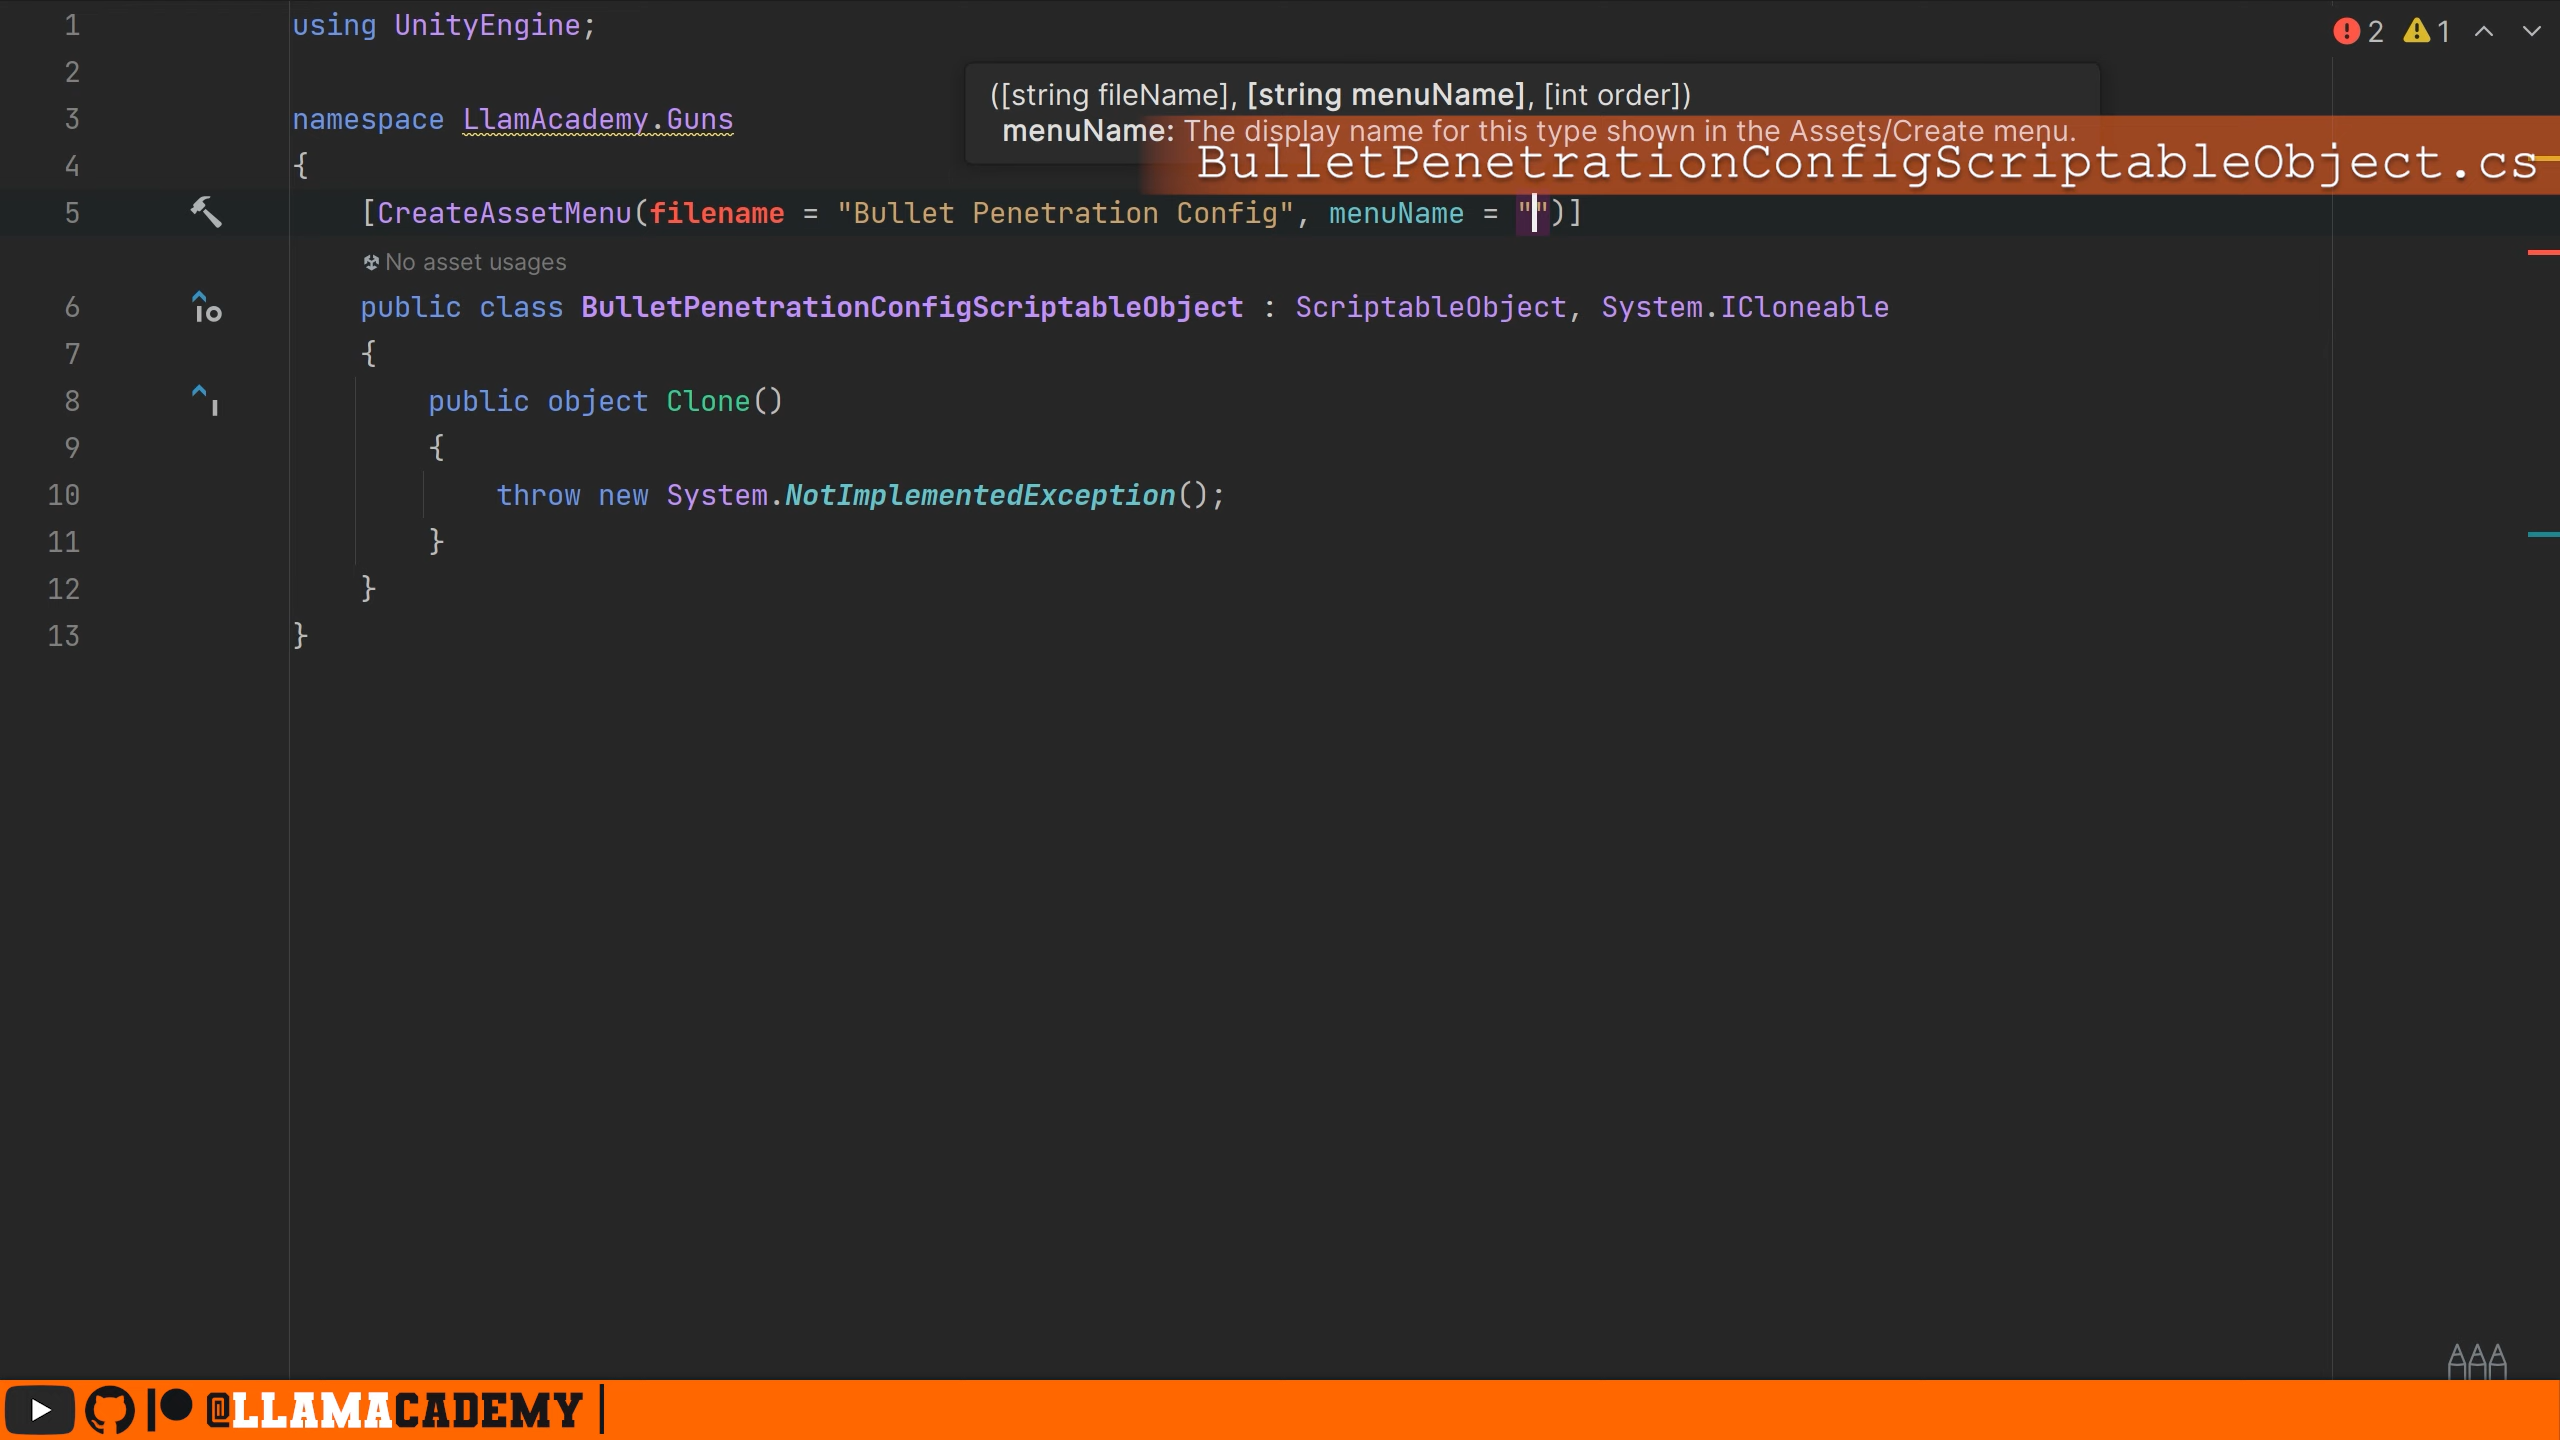 1 using UnityEngine;
2
3 namespace LlamAcademy.Guns
4 {
5 [CreateAssetMenu(filename = "Bullet Penetration Config", menuName = "")]
No asset usages
6 public class BulletPenetrationConfigScriptableObject : ScriptableObject, System.ICloneable
7 {
8 public object Clone()
9 {
10 throw new System.NotImplementedException();
11 }
12 }
13 }
2 1
([string fileName], [string menuName], [int order])
menuName: The display name for this type shown in the Assets/Create menu.
BulletPenetrationConfigScriptableObject.cs
@LLAMACADEMY